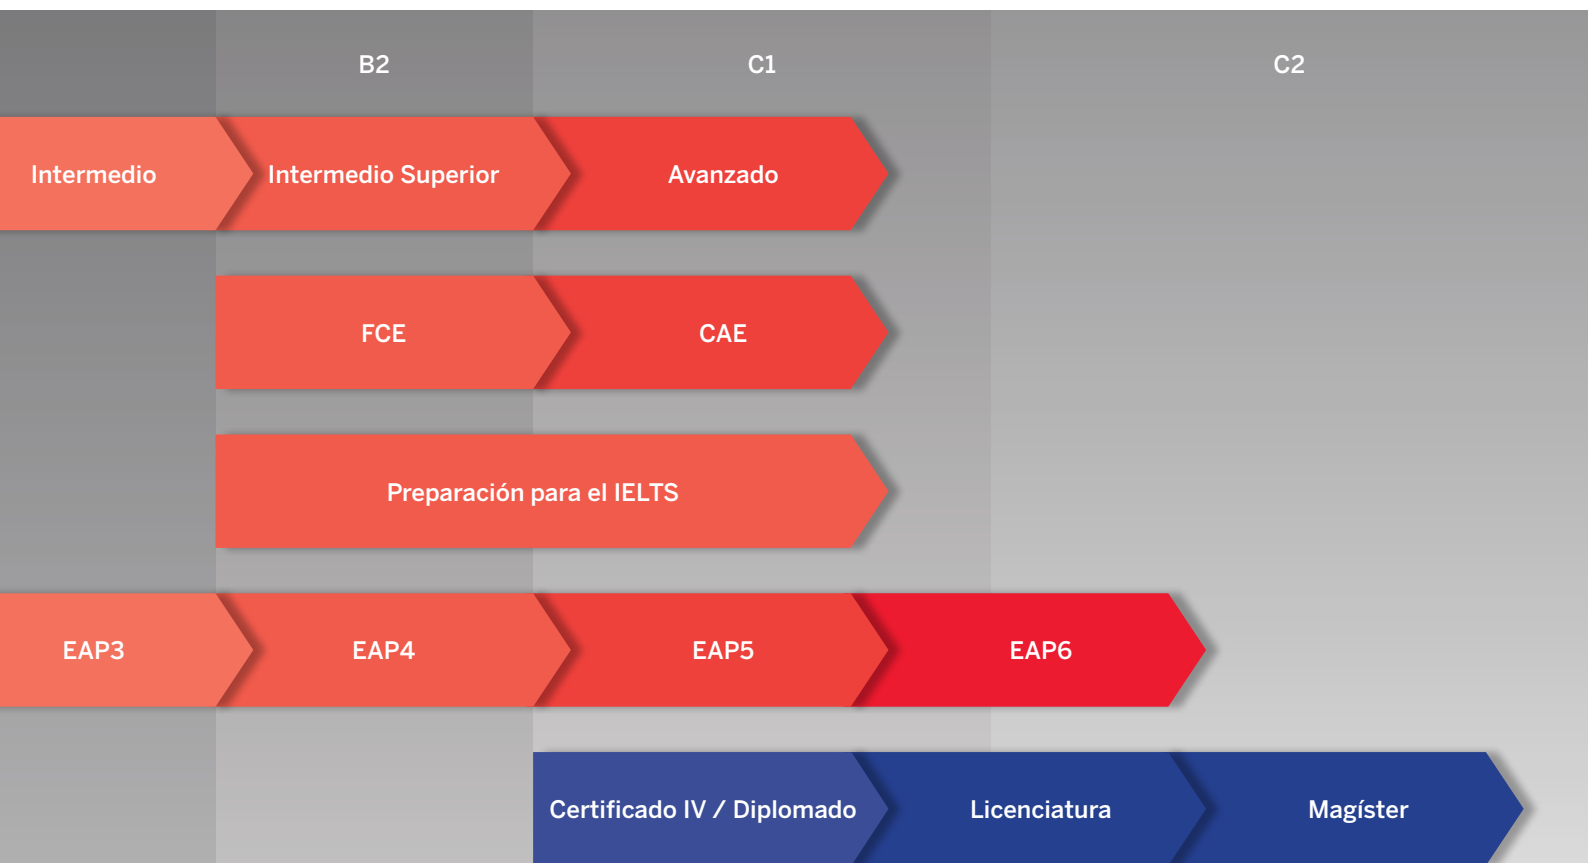 B2
C1
C2
Intermedio
Intermedio Superior
Avanzado
FCE
CAE
Preparación para el IELTS
EAP3
EAP4
EAP5
EAP6
Certificado IV / Diplomado
Licenciatura
Magíster